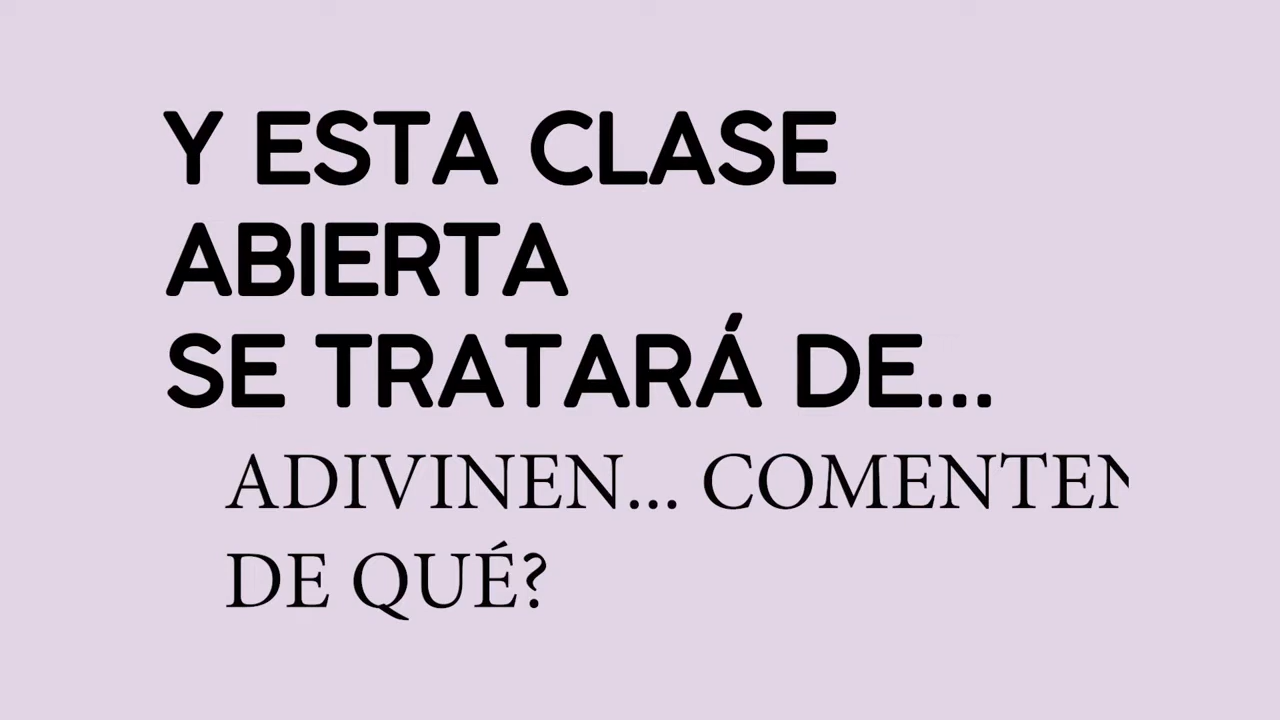 Y ESTA CLASE
ABIERTA
SE TRATARÁ DE...
ADIVINEN... COMENTEN
DE QUÉ?